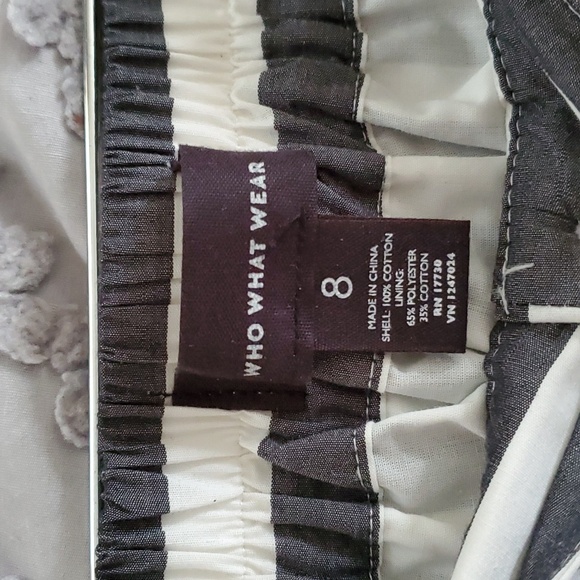 WHO WHAT WEAR
8
MADE IN CHINA
SHELL: 100% COTTON
LINING:
65% POLYESTER
35% COTTON
RN 17730
VN 1247024